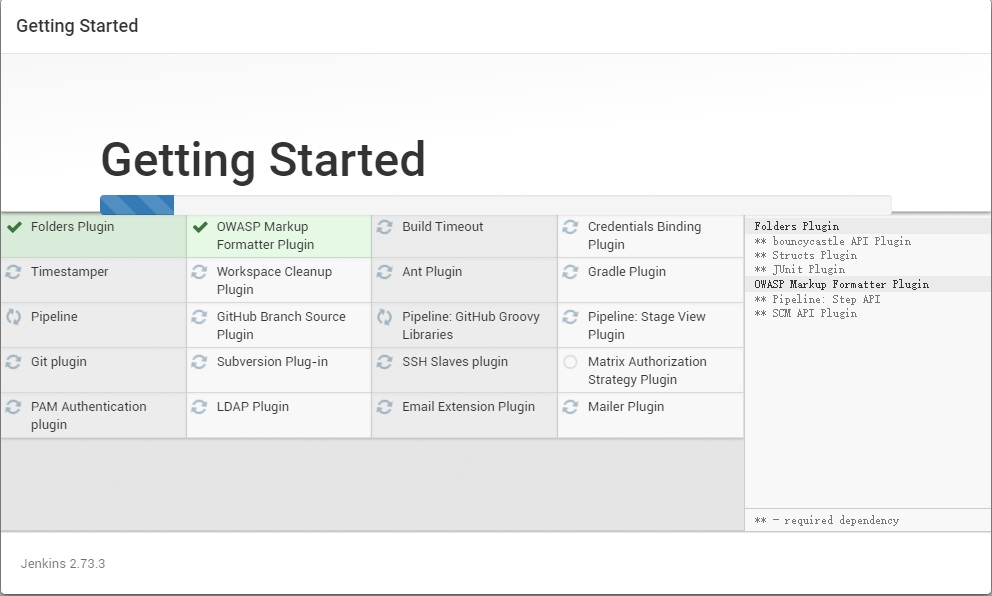 Getting Started
Getting Started
Folders Plugin
OWASP Markup
Formatter Plugin
Build Timeout
Credentials Binding
Plugin
Timestamper
Workspace Cleanup
Plugin
Ant Plugin
Gradle Plugin
Pipeline
GitHub Branch Source
Plugin
Pipeline: GitHub Groovy
Libraries
Pipeline: Stage View
Plugin
Git plugin
Subversion Plug-in
SSH Slaves plugin
Matrix Authorization
Strategy Plugin
PAM Authentication
plugin
LDAP Plugin
Email Extension Plugin
Mailer Plugin
Folders Plugin
** bouncycastle API Plugin
** Structs Plugin
** JUnit Plugin
OWASP Markup Formatter Plugin
** Pipeline: Step API
** SCM API Plugin
** - required dependency
Jenkins 2.73.3